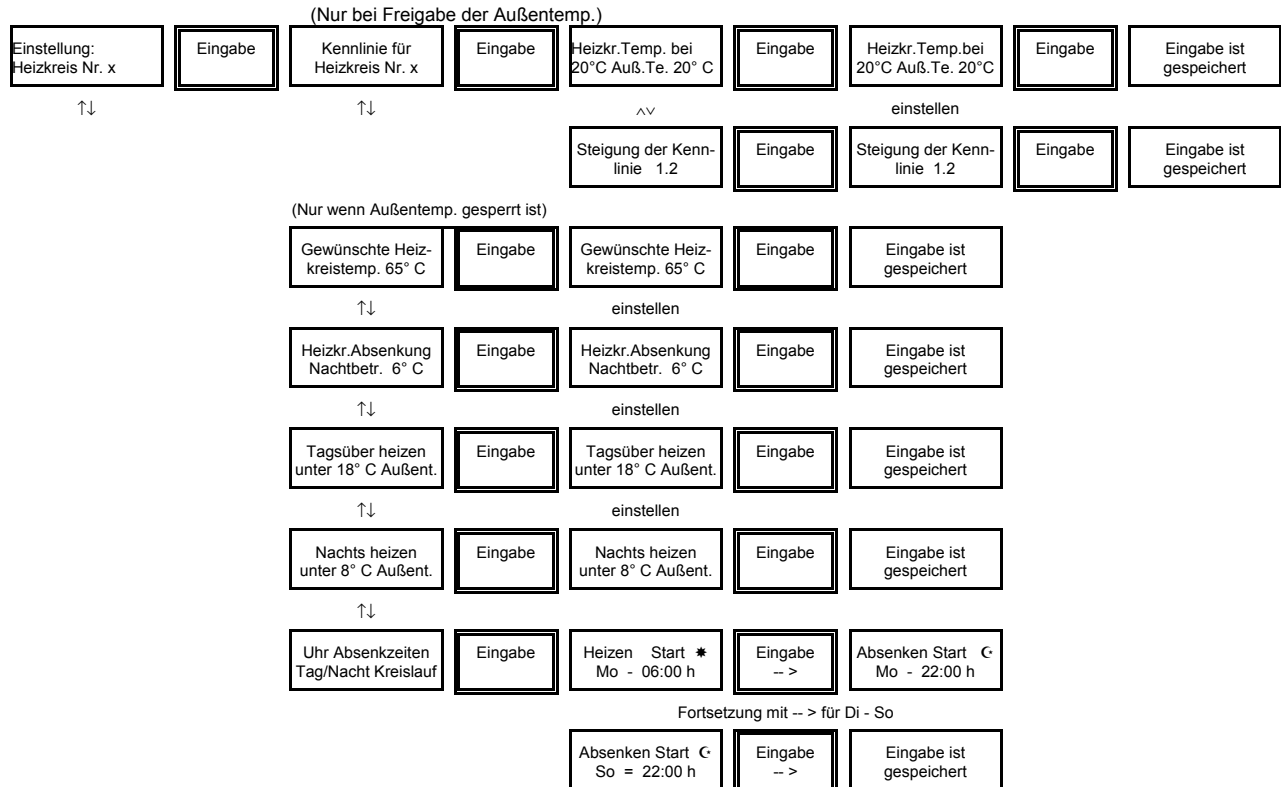 (Nur bei Freigabe der Außentemp.)
Einstellung:
Heizkreis Nr. x
Eingabe
Kennlinie für
Heizkreis Nr. x
Eingabe
Heizkr.Temp. bei
20°C Auß.Te. 20° C
Eingabe
Heizkr.Temp.bei
20°C Auß.Te. 20°C
Eingabe
Eingabe ist
gespeichert
↑↓
↑↓
˄˅
einstellen
Steigung der Kenn-
linie 1.2
Eingabe
Steigung der Kenn-
linie 1.2
Eingabe
Eingabe ist
gespeichert
(Nur wenn Außentemp. gesperrt ist)
Gewünschte Heiz-
kreistemp. 65° C
Eingabe
Gewünschte Heiz-
kreistemp. 65° C
Eingabe
Eingabe ist
gespeichert
↑↓
einstellen
Heizkr.Absenkung
Nachtbetr. 6° C
Eingabe
Heizkr.Absenkung
Nachtbetr. 6° C
Eingabe
Eingabe ist
gespeichert
↑↓
einstellen
Tagsüber heizen
unter 18° C Außent.
Eingabe
Tagsüber heizen
unter 18° C Außent.
Eingabe
Eingabe ist
gespeichert
↑↓
einstellen
Nachts heizen
unter 8° C Außent.
Eingabe
Nachts heizen
unter 8° C Außent.
Eingabe
Eingabe ist
gespeichert
↑↓
Uhr Absenkzeiten
Tag/Nacht Kreislauf
Eingabe
Heizen Start ✸
Mo - 06:00 h
Eingabe
-- >
Absenken Start ☪
Mo - 22:00 h
Fortsetzung mit -- > für Di - So
Absenken Start ☪
So = 22:00 h
Eingabe
-- >
Eingabe ist
gespeichert